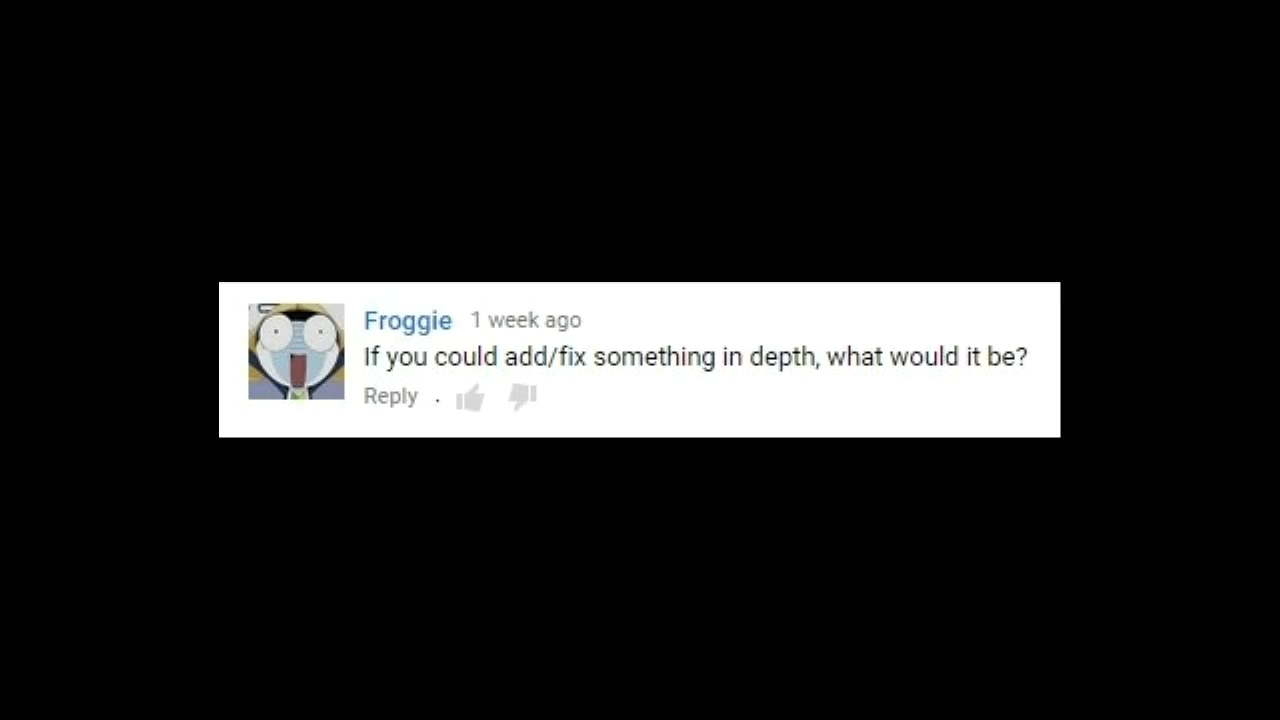 Froggie 1 week ago
If you could add/fix something in depth, what would it be?
Reply .